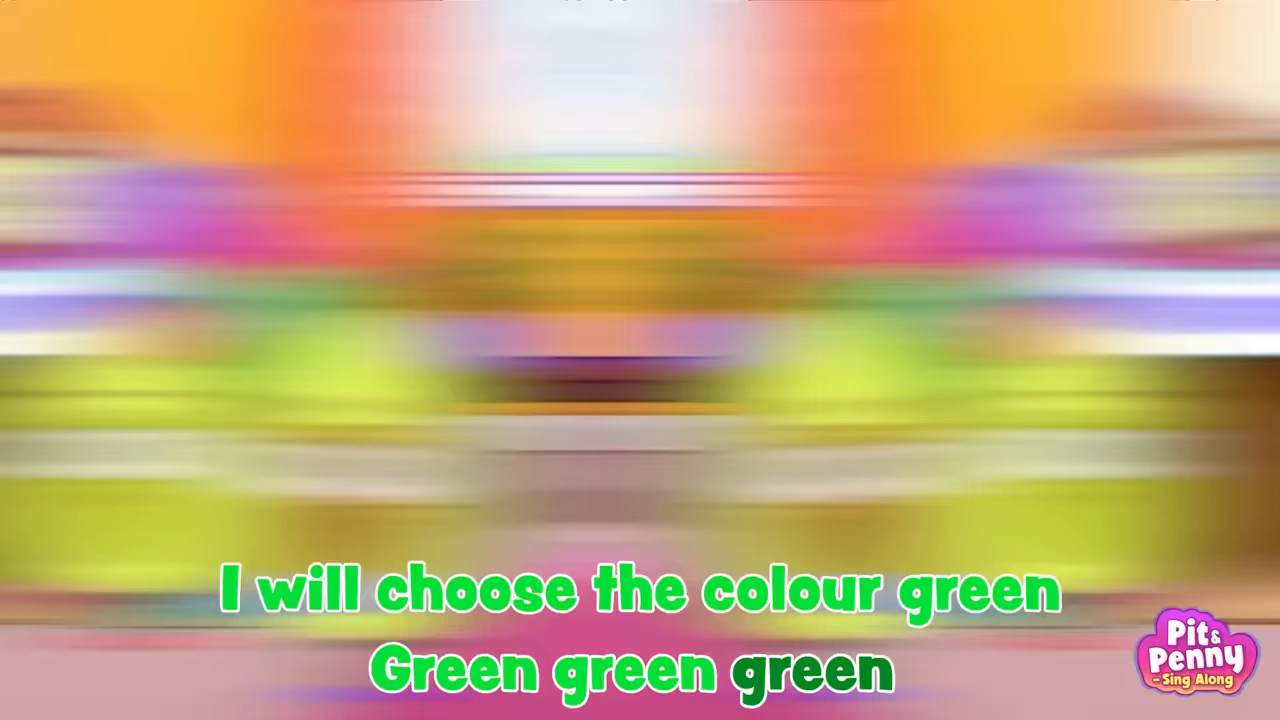 I will choose the colour green
Green green green
Pit &
Penny
- Sing Along